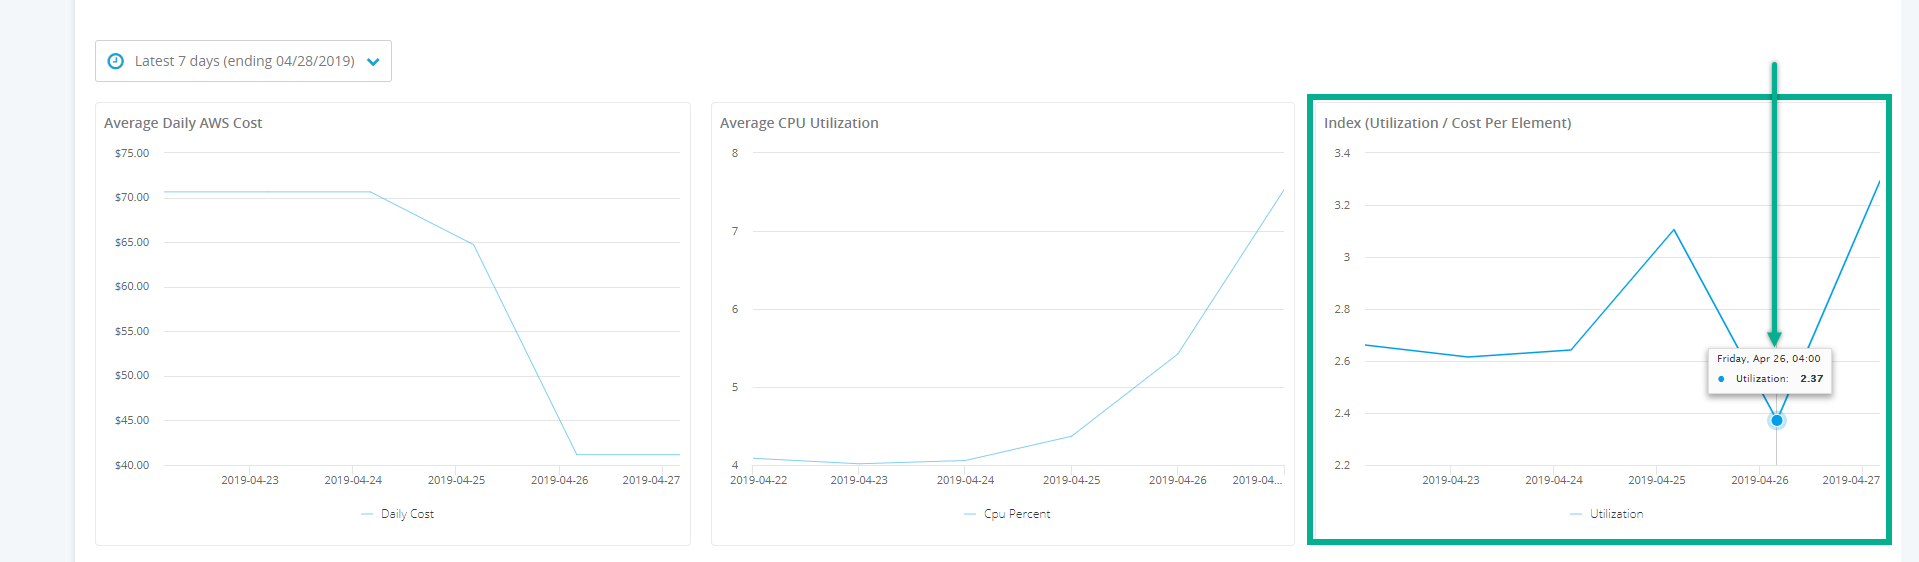 Latest 7 days (ending 04/28/2019)
Average Daily AWS Cost
$75.00
$70.00
$65.00
$60.00
$55.00
$50.00
$45.00
$40.00
2019-04-23 2019-04-24 2019-04-25 2019-04-26 2019-04-27
Daily Cost
Average CPU Utilization
8
7
6
5
4
2019-04-22 2019-04-23 2019-04-24 2019-04-25 2019-04-26 2019-04...
Cpu Percent
Index (Utilization / Cost Per Element)
3.4
3.2
3
2.8
2.6
2.4
2.2
Friday, Apr 26, 04:00
Utilization: 2.37
2019-04-23 2019-04-24 2019-04-25 2019-04-26 2019-04-27
Utilization